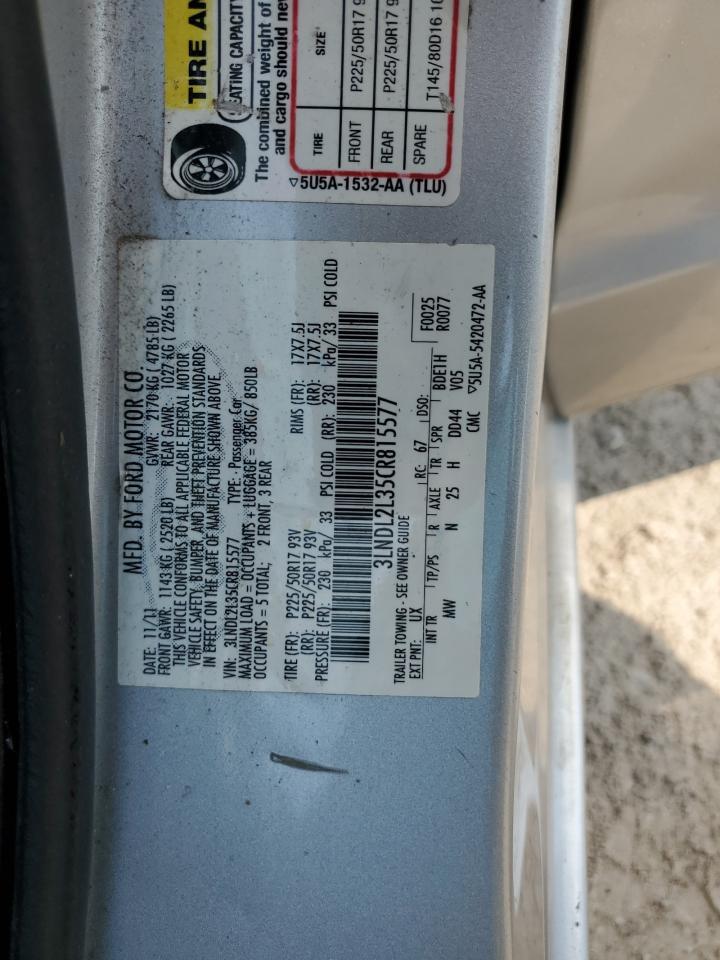 TIRE AN
EATING CAPACITY
The combined weight of
and cargo should nev
TIRE SIZE
FRONT P225/50R17 9
REAR P225/50R17 9
SPARE T145/80D16 10
▽5U5A-1532-AA (TLU)
MFD. BY FORD MOTOR CO.
DATE: 11/11 GVWR: 2170 KG ( 4785 LB)
FRONT GAWR: 1143 KG ( 2520 LB) REAR GAWR: 1027 KG ( 2265 LB)
THIS VEHICLE CONFORMS TO ALL APPLICABLE FEDERAL MOTOR
VEHICLE SAFETY, BUMPER, AND THEFT PREVENTION STANDARDS
IN EFFECT ON THE DATE OF MANUFACTURE SHOWN ABOVE.
VIN: 3LNDL2L35CR815577 TYPE: Passenger Car
MAXIMUM LOAD = OCCUPANTS + LUGGAGE = 385KG/ 850LB
OCCUPANTS = 5 TOTAL; 2 FRONT, 3 REAR
TIRE (FR): P225/50R17 93V RIMS (FR): 17X7.5J
(RR): P225/50R17 93V (RR): 17X7.5J
PRESSURE (FR): 230 kPa/ 33 PSI COLD (RR): 230 kPa/ 33 PSI COLD
3LNDL2L35CR815577
TRAILER TOWING - SEE OWNER GUIDE F0025
EXT PNT: UX RC: 67 DSO: R0077
INT TR TP/PS R AXLE TR SPR BDE1H
MW N 25 H DD44 V05
CMC ▽5U5A-5420472-AA